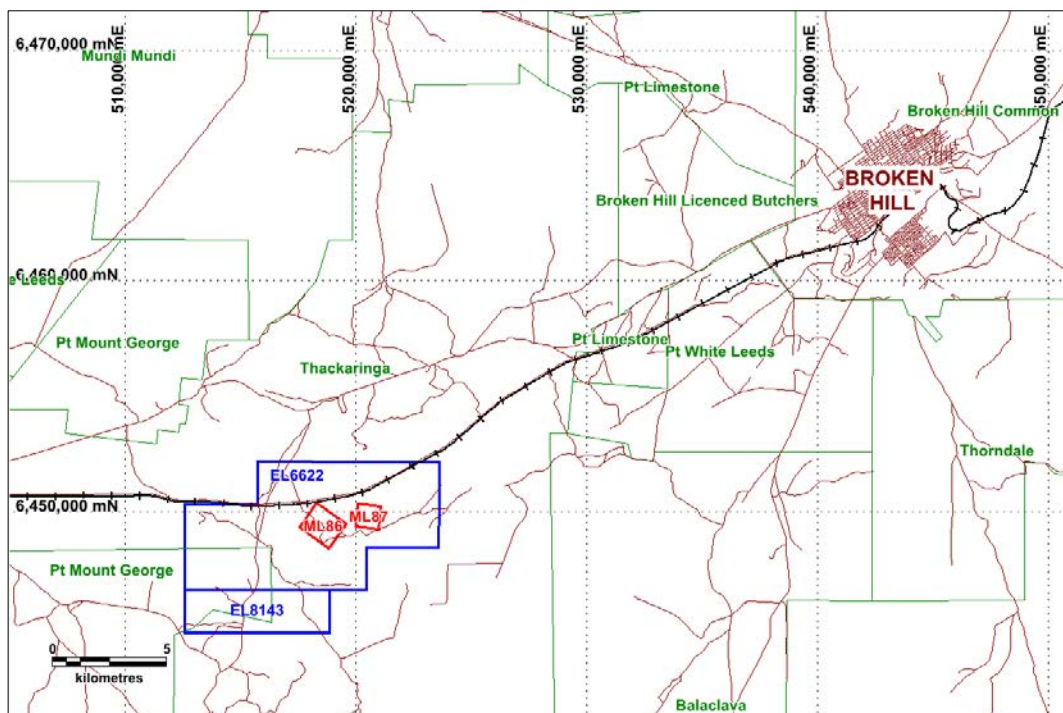 6,470,000 mN
Mundi Mundi
510,000 mE
520,000 mE
530,000 mE
540,000 mE
550,000 mE
Pt Limestone
Broken Hill Common
BROKEN
HILL
Broken Hill Licenced Butchers
6,460,000 mN
e Leeds
Pt Mount George
Thackaringa
Pt Limestone
Pt White Leeds
Thorndale
EL6622
6,450,000 mN
ML86
ML87
Pt Mount George
EL8143
0 5
kilometres
Balaclava